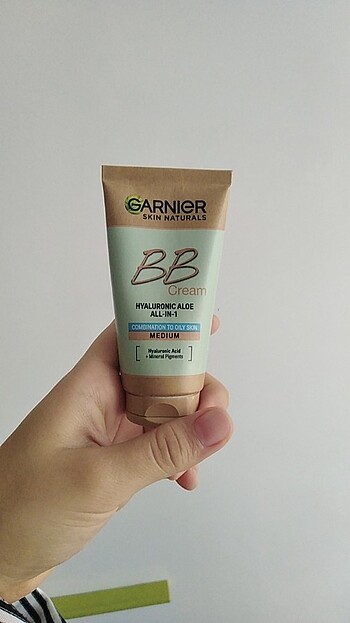 GARNIER
SKIN NATURALS
BB
Cream
HYALURONIC ALOE
ALL-IN-1
COMBINATION TO OILY SKIN
MEDIUM
Hyaluronic Acid
+ Mineral Pigments